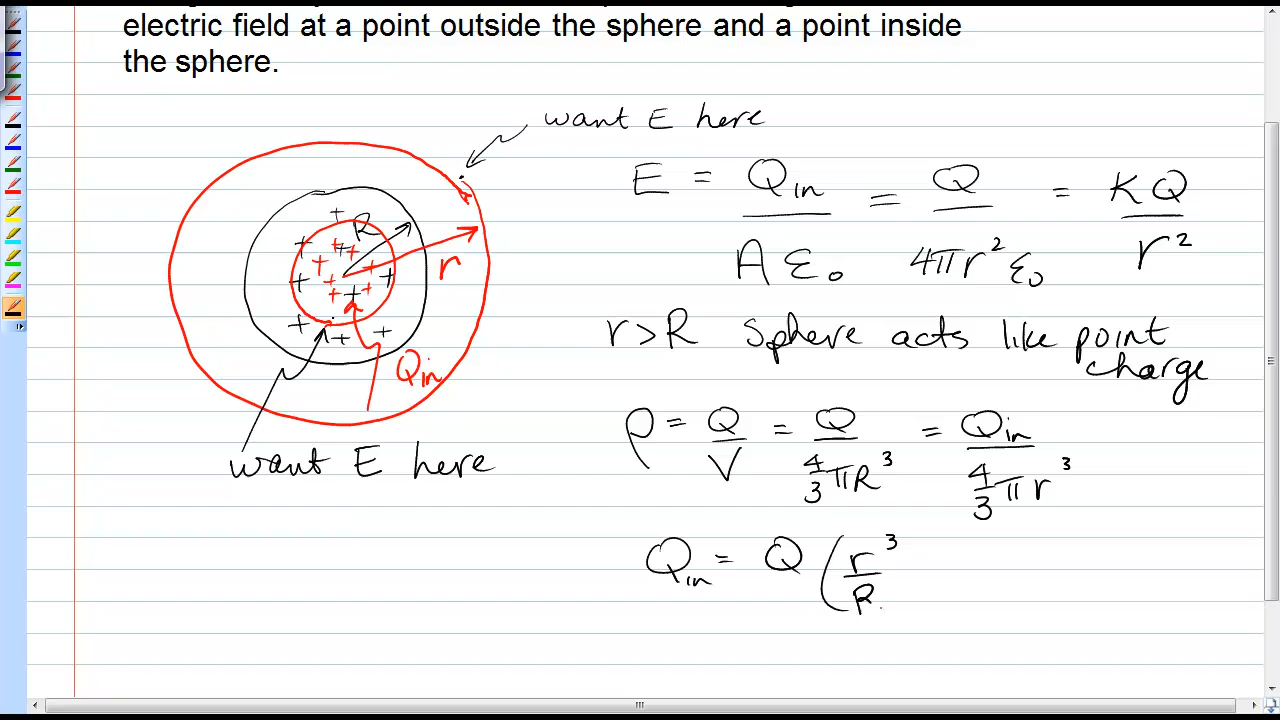 electric field at a point outside the sphere and a point inside
the sphere.
want E here
E = Qin / Aε₀ = Q / 4πr²ε₀ = KQ / r²
R
r
r>R Sphere acts like point
charge
Qin
ρ = Q / V = Q / 4/3 πR³ = Qin / 4/3 πr³
want E here
Qin = Q (r³ / R